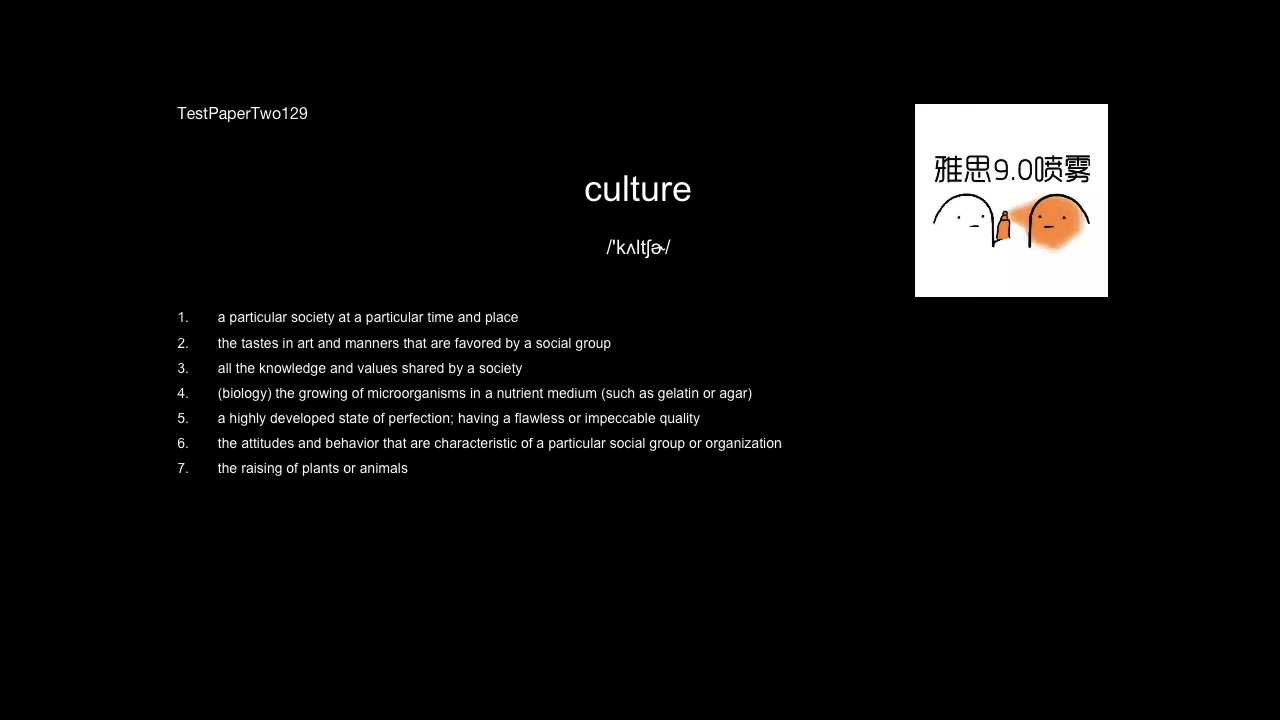 TestPaperTwo129
雅思9.0喷雾
culture
/'kʌltʃɚ/
1. a particular society at a particular time and place
2. the tastes in art and manners that are favored by a social group
3. all the knowledge and values shared by a society
4. (biology) the growing of microorganisms in a nutrient medium (such as gelatin or agar)
5. a highly developed state of perfection; having a flawless or impeccable quality
6. the attitudes and behavior that are characteristic of a particular social group or organization
7. the raising of plants or animals